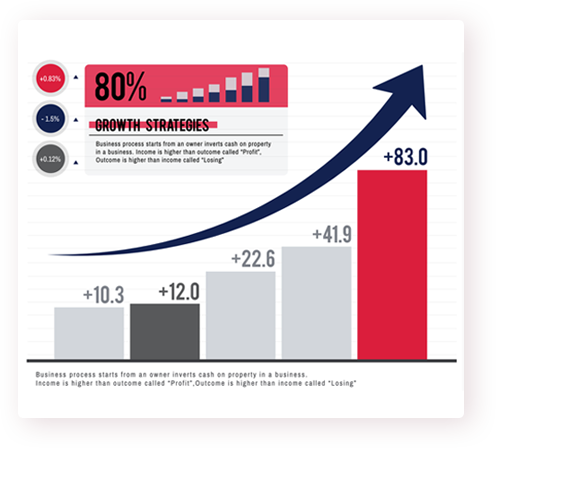 +0.83%
80%
- 1.5%
GROWTH STRATEGIES
Business process starts from an owner inverts cash on property
in a business. Income is higher than outcome called “Profit”,
Outcome is higher than income called “Losing”
+0.12%
+83.0
+41.9
+22.6
+10.3
+12.0
Business process starts from an owner inverts cash on property in a business.
Income is higher than outcome called “Profit”,Outcome is higher than income called “Losing”